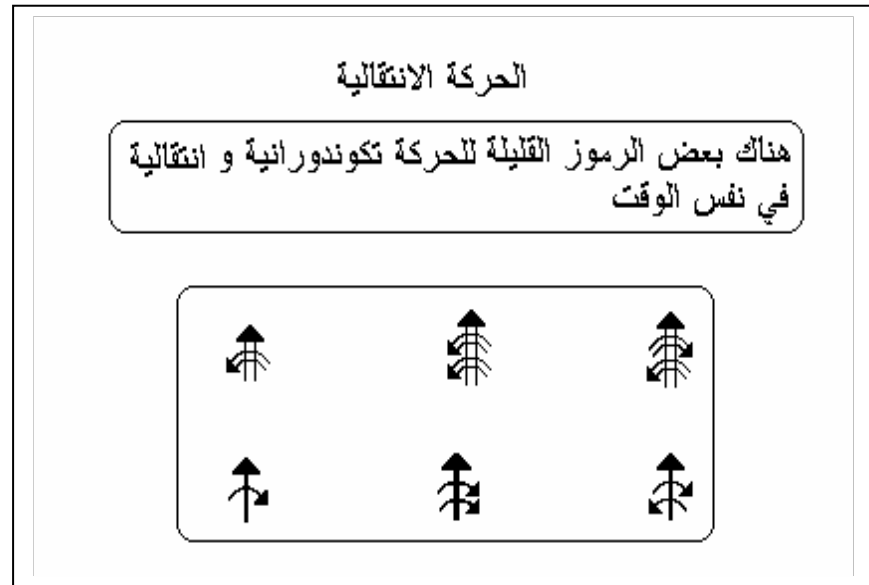 الحركة الانتقالية
هناك بعض الرموز القليلة للحركة تكوندورانية و انتقالية
في نفس الوقت